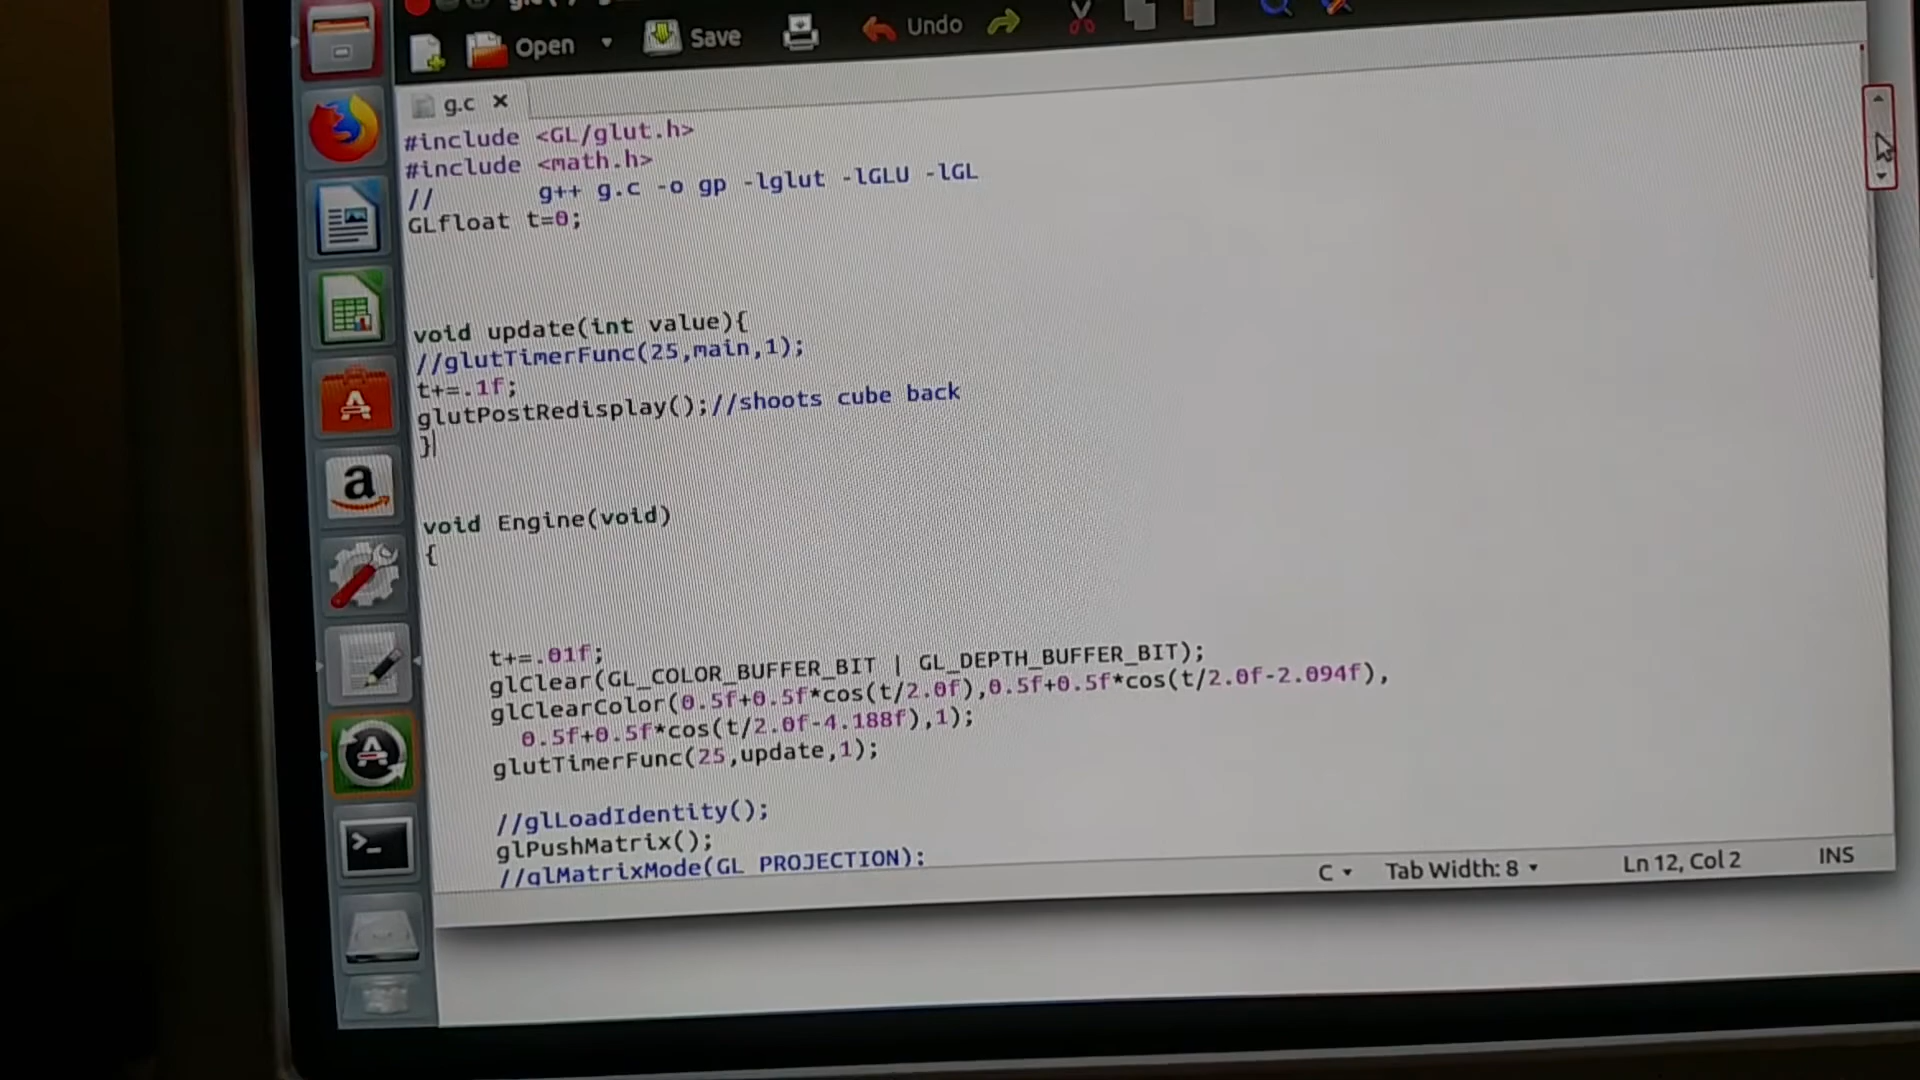 Open
Save
Undo
g.c
#include <GL/glut.h>
#include <math.h>
// g++ g.c -o gp -lglut -lGLU -lGL
GLfloat t=0;
void update(int value){
//glutTimerFunc(25,main,1);
t+=.1f;
glutPostRedisplay();//shoots cube back
}
void Engine(void)
{
t+=.01f;
glClear(GL_COLOR_BUFFER_BIT | GL_DEPTH_BUFFER_BIT);
glClearColor(0.5f+0.5f*cos(t/2.0f),0.5f+0.5f*cos(t/2.0f-2.094f),
0.5f+0.5f*cos(t/2.0f-4.188f),1);
glutTimerFunc(25,update,1);
//glLoadIdentity();
glPushMatrix();
//glMatrixMode(GL_PROJECTION);
C
Tab Width: 8
Ln 12, Col 2
INS